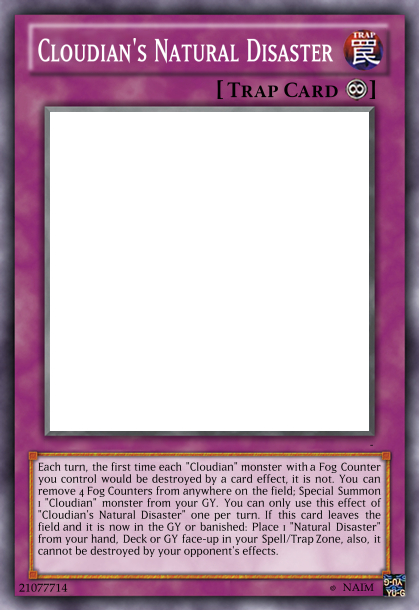 Cloudian's Natural Disaster
TRAP
罠
[Trap Card ]
Each turn, the first time each "Cloudian" monster with a Fog Counter
you control would be destroyed by a card effect, it is not. You can
remove 4 Fog Counters from anywhere on the field; Special Summon
1 "Cloudian" monster from your GY. You can only use this effect of
"Cloudian's Natural Disaster" one per turn. If this card leaves the
field and it is now in the GY or banished: Place 1 "Natural Disaster"
from your hand, Deck or GY face-up in your Spell/Trap Zone, also, it
cannot be destroyed by your opponent's effects.
21077714
NAIM
YU-G